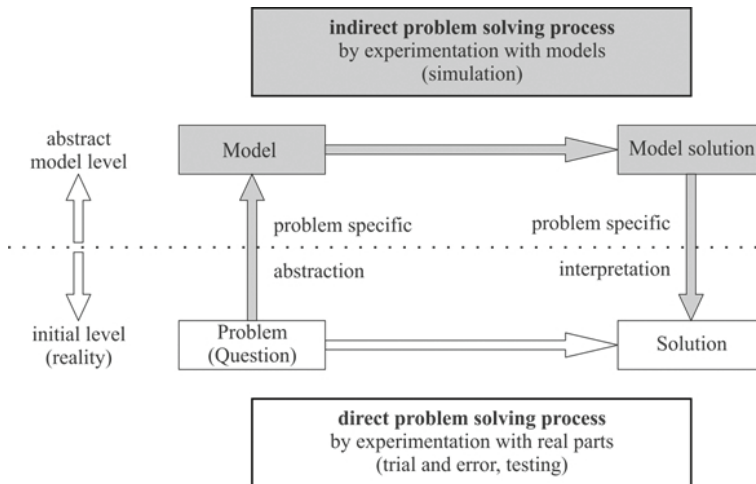 indirect problem solving process
by experimentation with models
(simulation)
abstract
model level
Model
Model solution
problem specific
problem specific
abstraction
interpretation
initial level
(reality)
Problem
(Question)
Solution
direct problem solving process
by experimentation with real parts
(trial and error, testing)